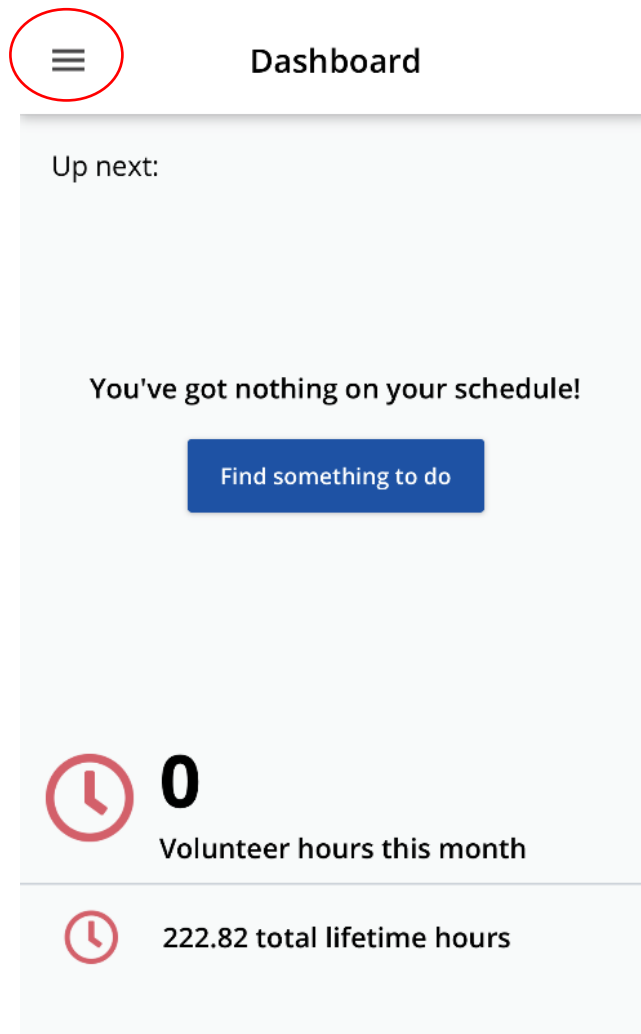 Dashboard
Up next:
You've got nothing on your schedule!
Find something to do
0
Volunteer hours this month
222.82 total lifetime hours